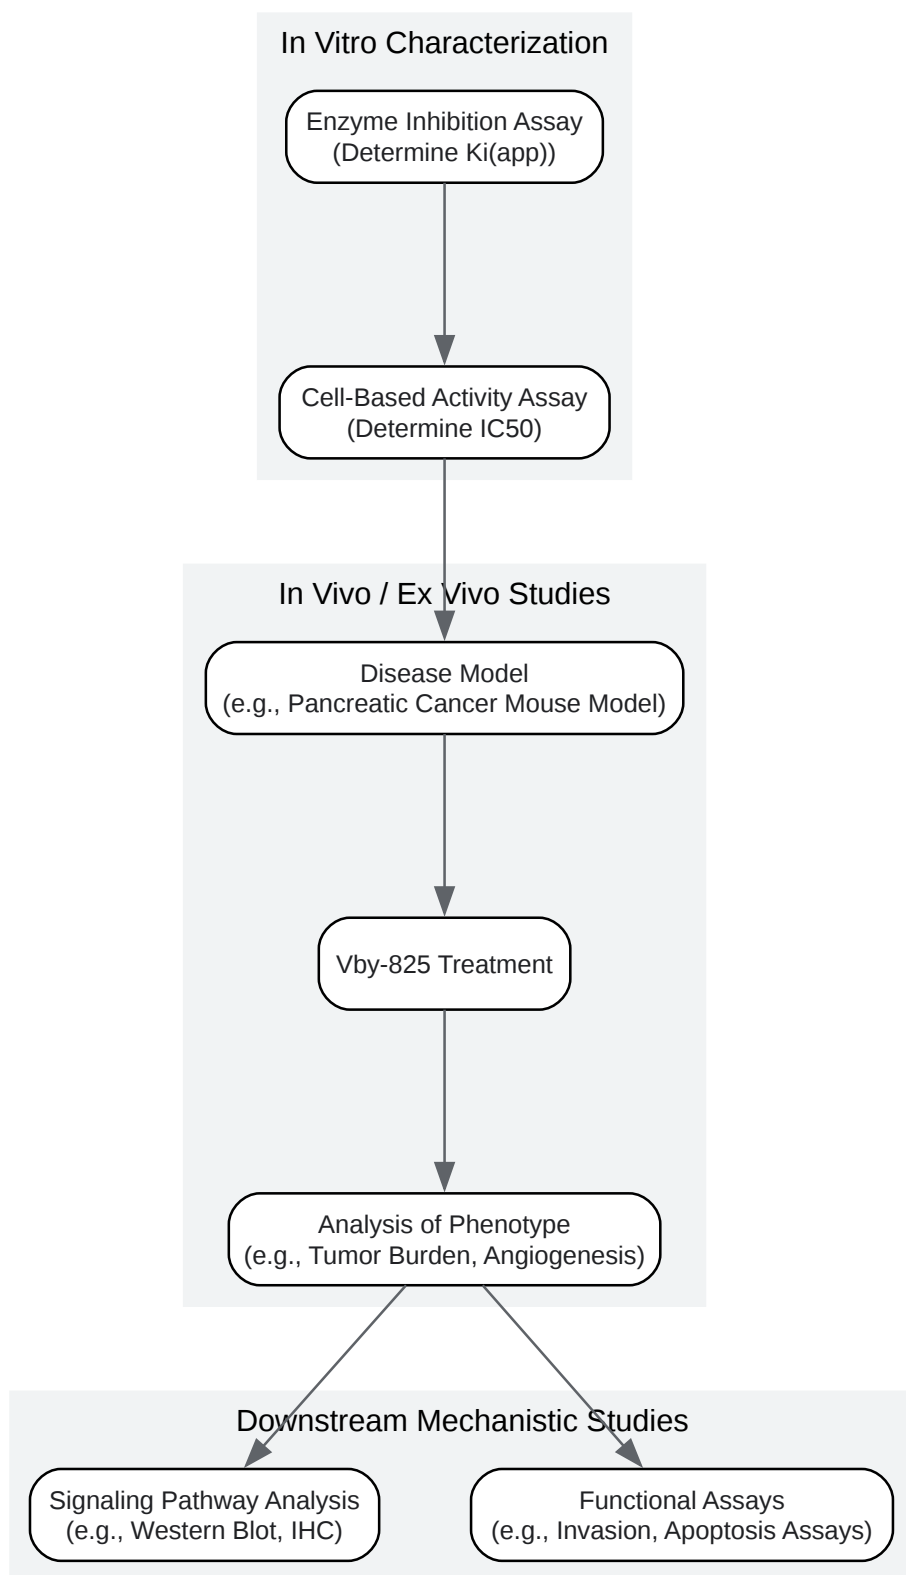 In Vitro Characterization
Enzyme Inhibition Assay
(Determine Ki(app))
Cell-Based Activity Assay
(Determine IC50)
In Vivo / Ex Vivo Studies
Disease Model
(e.g., Pancreatic Cancer Mouse Model)
Vby-825 Treatment
Analysis of Phenotype
(e.g., Tumor Burden, Angiogenesis)
Downstream Mechanistic Studies
Signaling Pathway Analysis
(e.g., Western Blot, IHC)
Functional Assays
(e.g., Invasion, Apoptosis Assays)